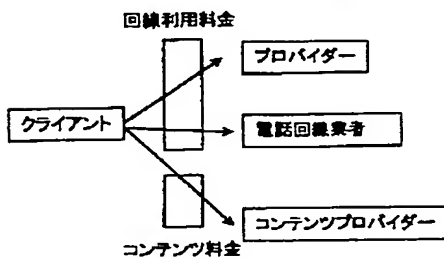 回線利用料金
プロバイダー
クライアント
電話回線業者
コンテンツプロバイダー
コンテンツ料金